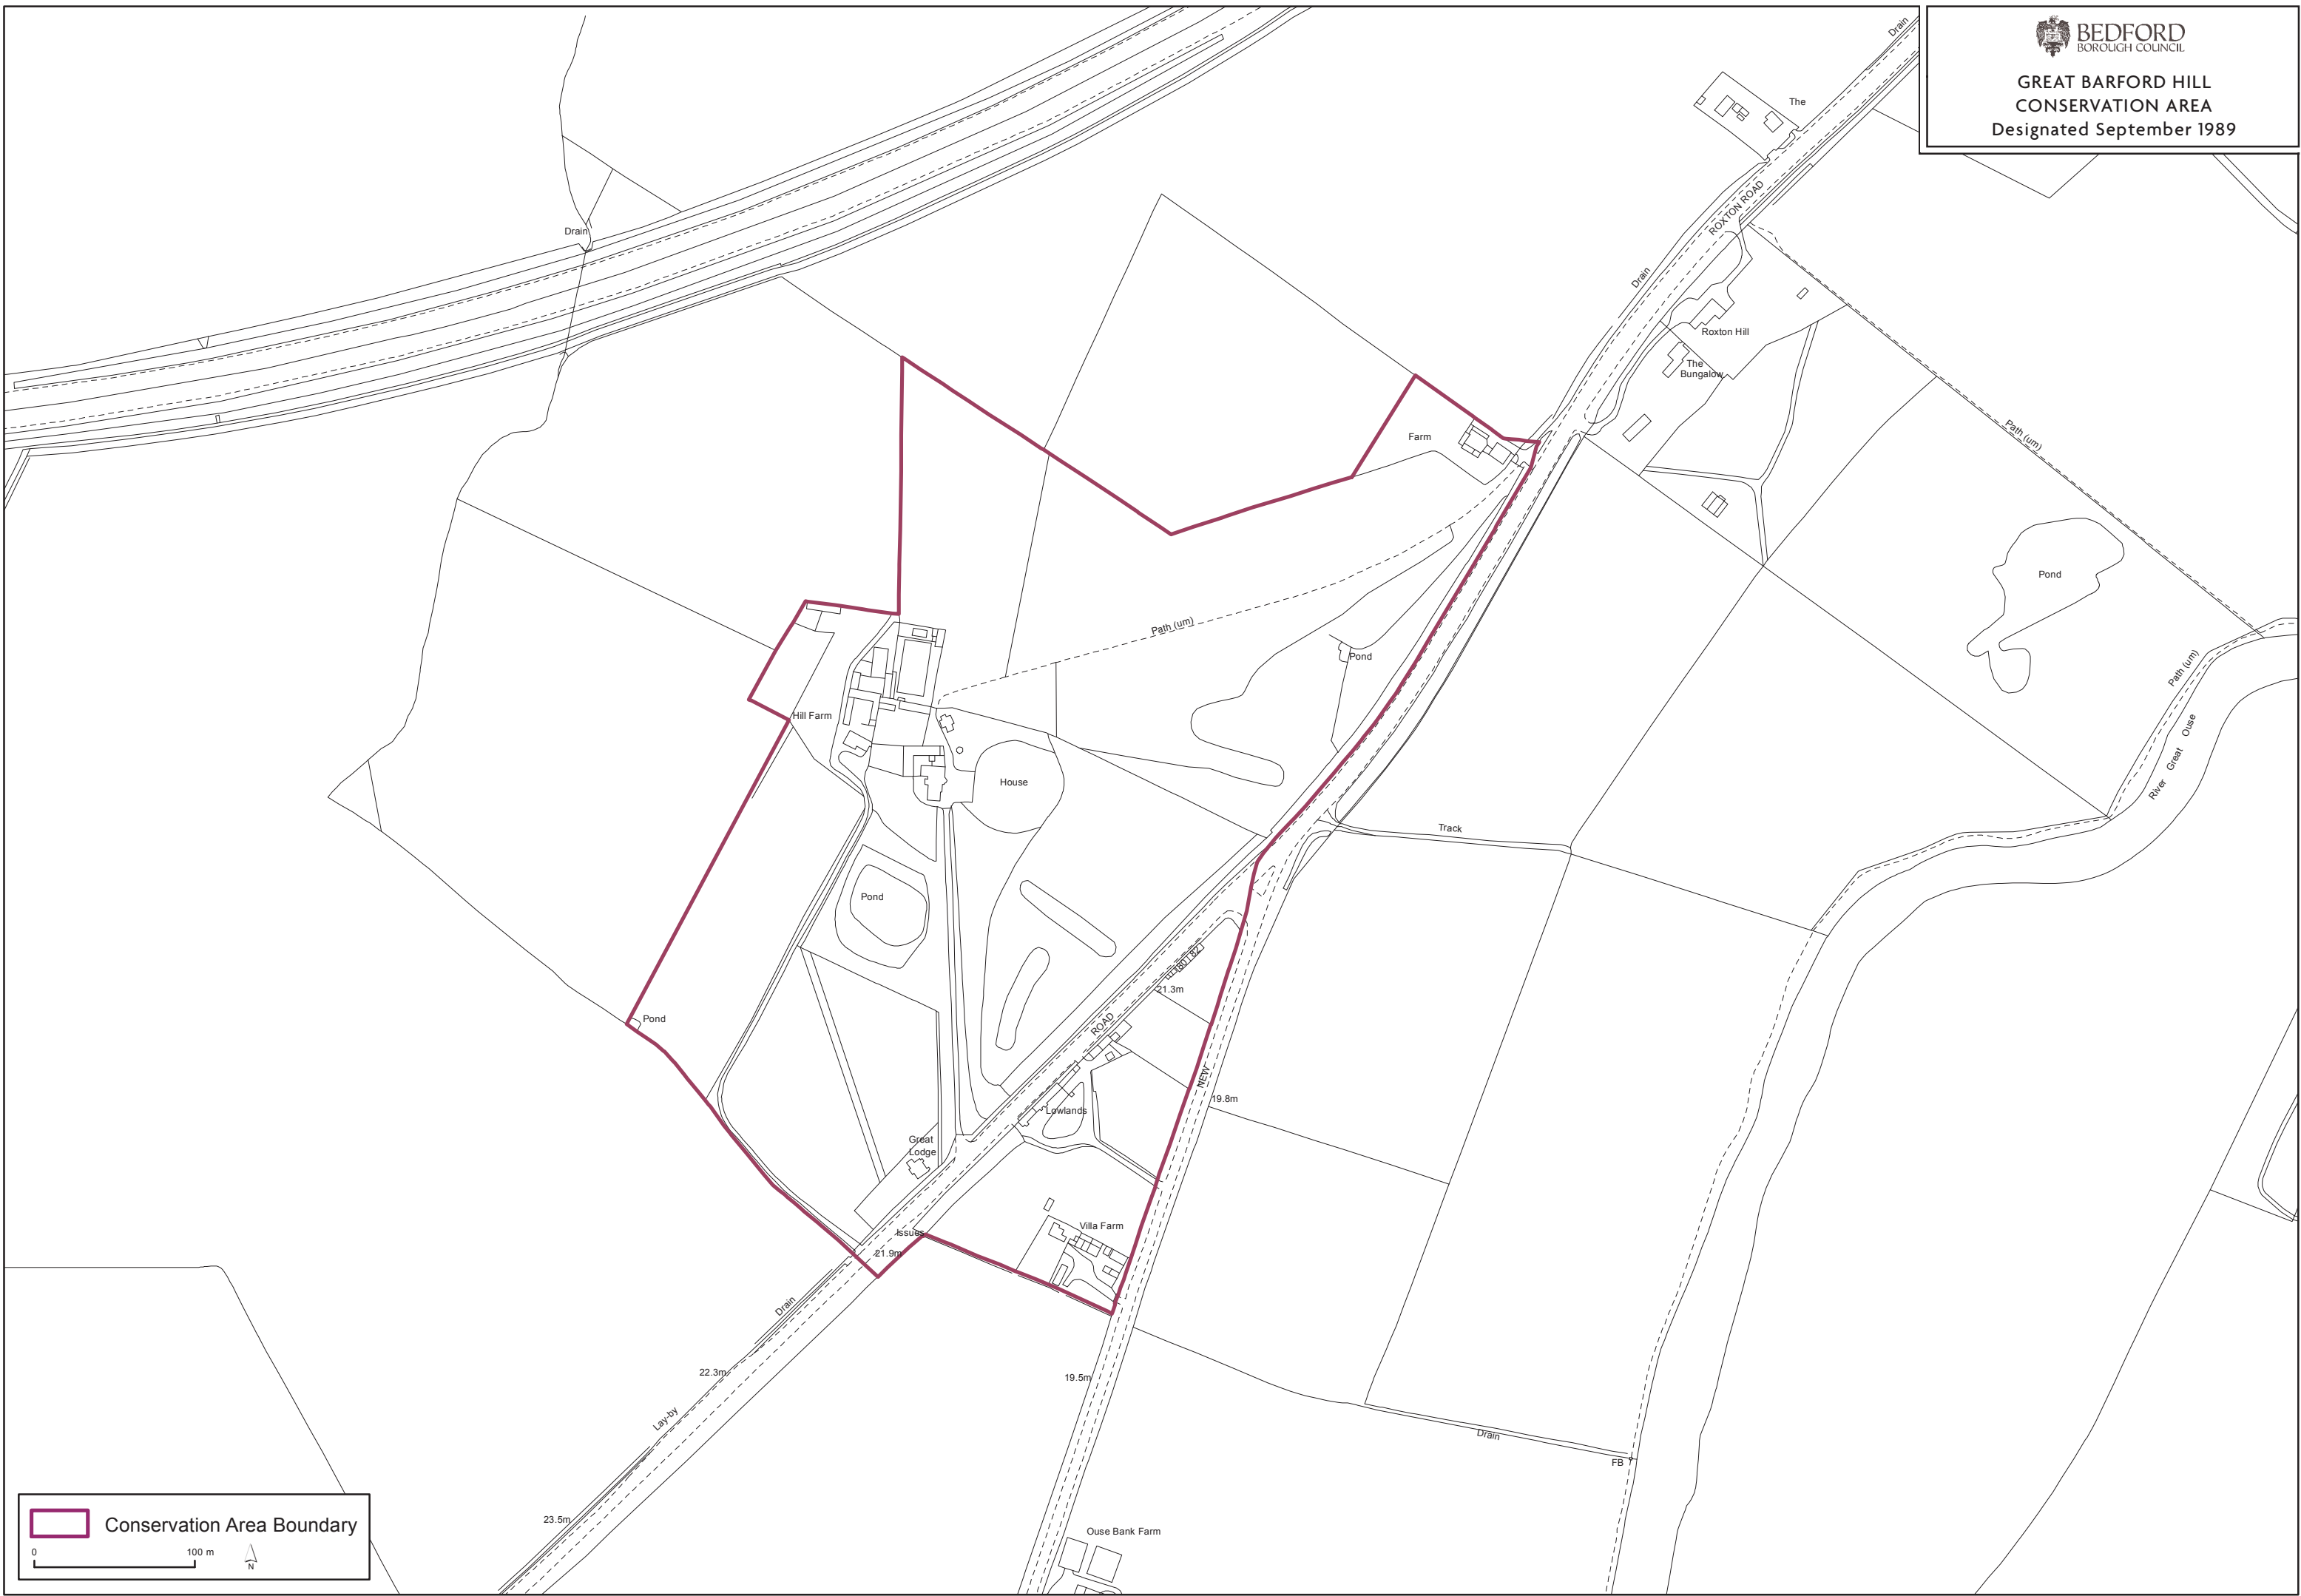 BEDFORD
BOROUGH COUNCIL
GREAT BARFORD HILL
CONSERVATION AREA
Designated September 1989
Drain
The
ROXTON ROAD
Drain
Drain
Roxton Hill
The
Bungalow
Farm
Path (um)
Pond
Path (um)
Pond
Path (um)
River Great Ouse
Hill Farm
House
Track
Pond
21.3m
Pond
ROAD
NEW
19.8m
Lowlands
Great
Lodge
Villa Farm
Issues
21.9m
Drain
22.3m
19.5m
Lay-by
Drain
FB
23.5m
Ouse Bank Farm
Conservation Area Boundary
0
100 m
N